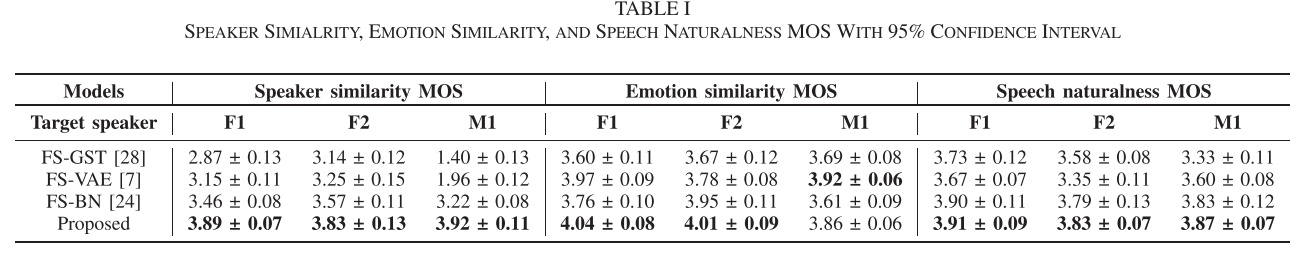 TABLE I
SPEAKER SIMIALRITY, EMOTION SIMILARITY, AND SPEECH NATURALNESS MOS WITH 95% CONFIDENCE INTERVAL
Models Speaker similarity MOS Emotion similarity MOS Speech naturalness MOS
Target speaker F1 F2 M1 F1 F2 M1 F1 F2 M1
FS-GST [28] 2.87 ± 0.13 3.14 ± 0.12 1.40 ± 0.13 3.60 ± 0.11 3.67 ± 0.12 3.69 ± 0.08 3.73 ± 0.12 3.58 ± 0.08 3.33 ± 0.11
FS-VAE [7] 3.15 ± 0.11 3.25 ± 0.15 1.96 ± 0.12 3.97 ± 0.09 3.78 ± 0.08 3.92 ± 0.06 3.67 ± 0.07 3.35 ± 0.11 3.60 ± 0.08
FS-BN [24] 3.46 ± 0.08 3.57 ± 0.11 3.22 ± 0.08 3.76 ± 0.10 3.95 ± 0.11 3.61 ± 0.09 3.90 ± 0.11 3.79 ± 0.13 3.83 ± 0.12
Proposed 3.89 ± 0.07 3.83 ± 0.13 3.92 ± 0.11 4.04 ± 0.08 4.01 ± 0.09 3.86 ± 0.06 3.91 ± 0.09 3.83 ± 0.07 3.87 ± 0.07